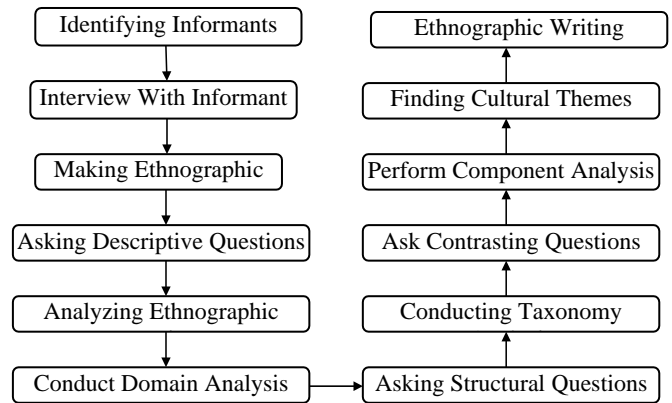 Identifying Informants
Interview With Informant
Making Ethnographic
Asking Descriptive Questions
Analyzing Ethnographic
Conduct Domain Analysis
Asking Structural Questions
Conducting Taxonomy
Ask Contrasting Questions
Perform Component Analysis
Finding Cultural Themes
Ethnographic Writing